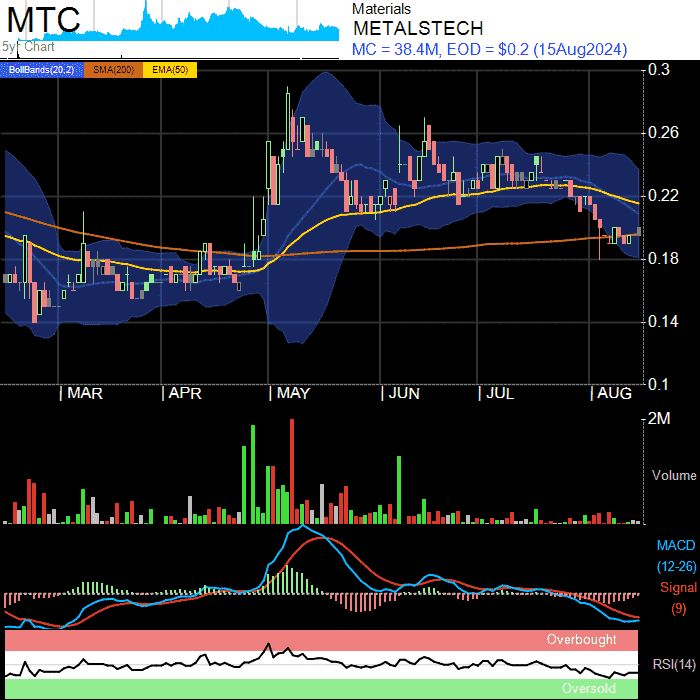 MTC
5yr Chart
Materials
METALSTECH
MC = 38.4M, EOD = $0.2 (15Aug2024)
BollBands(20,2) SMA(200) EMA(50)
0.3
0.26
0.22
0.18
0.14
0.1
MAR APR MAY JUN JUL AUG
2M
Volume
MACD
(12-26)
Signal
(9)
Overbought
RSI(14)
Oversold